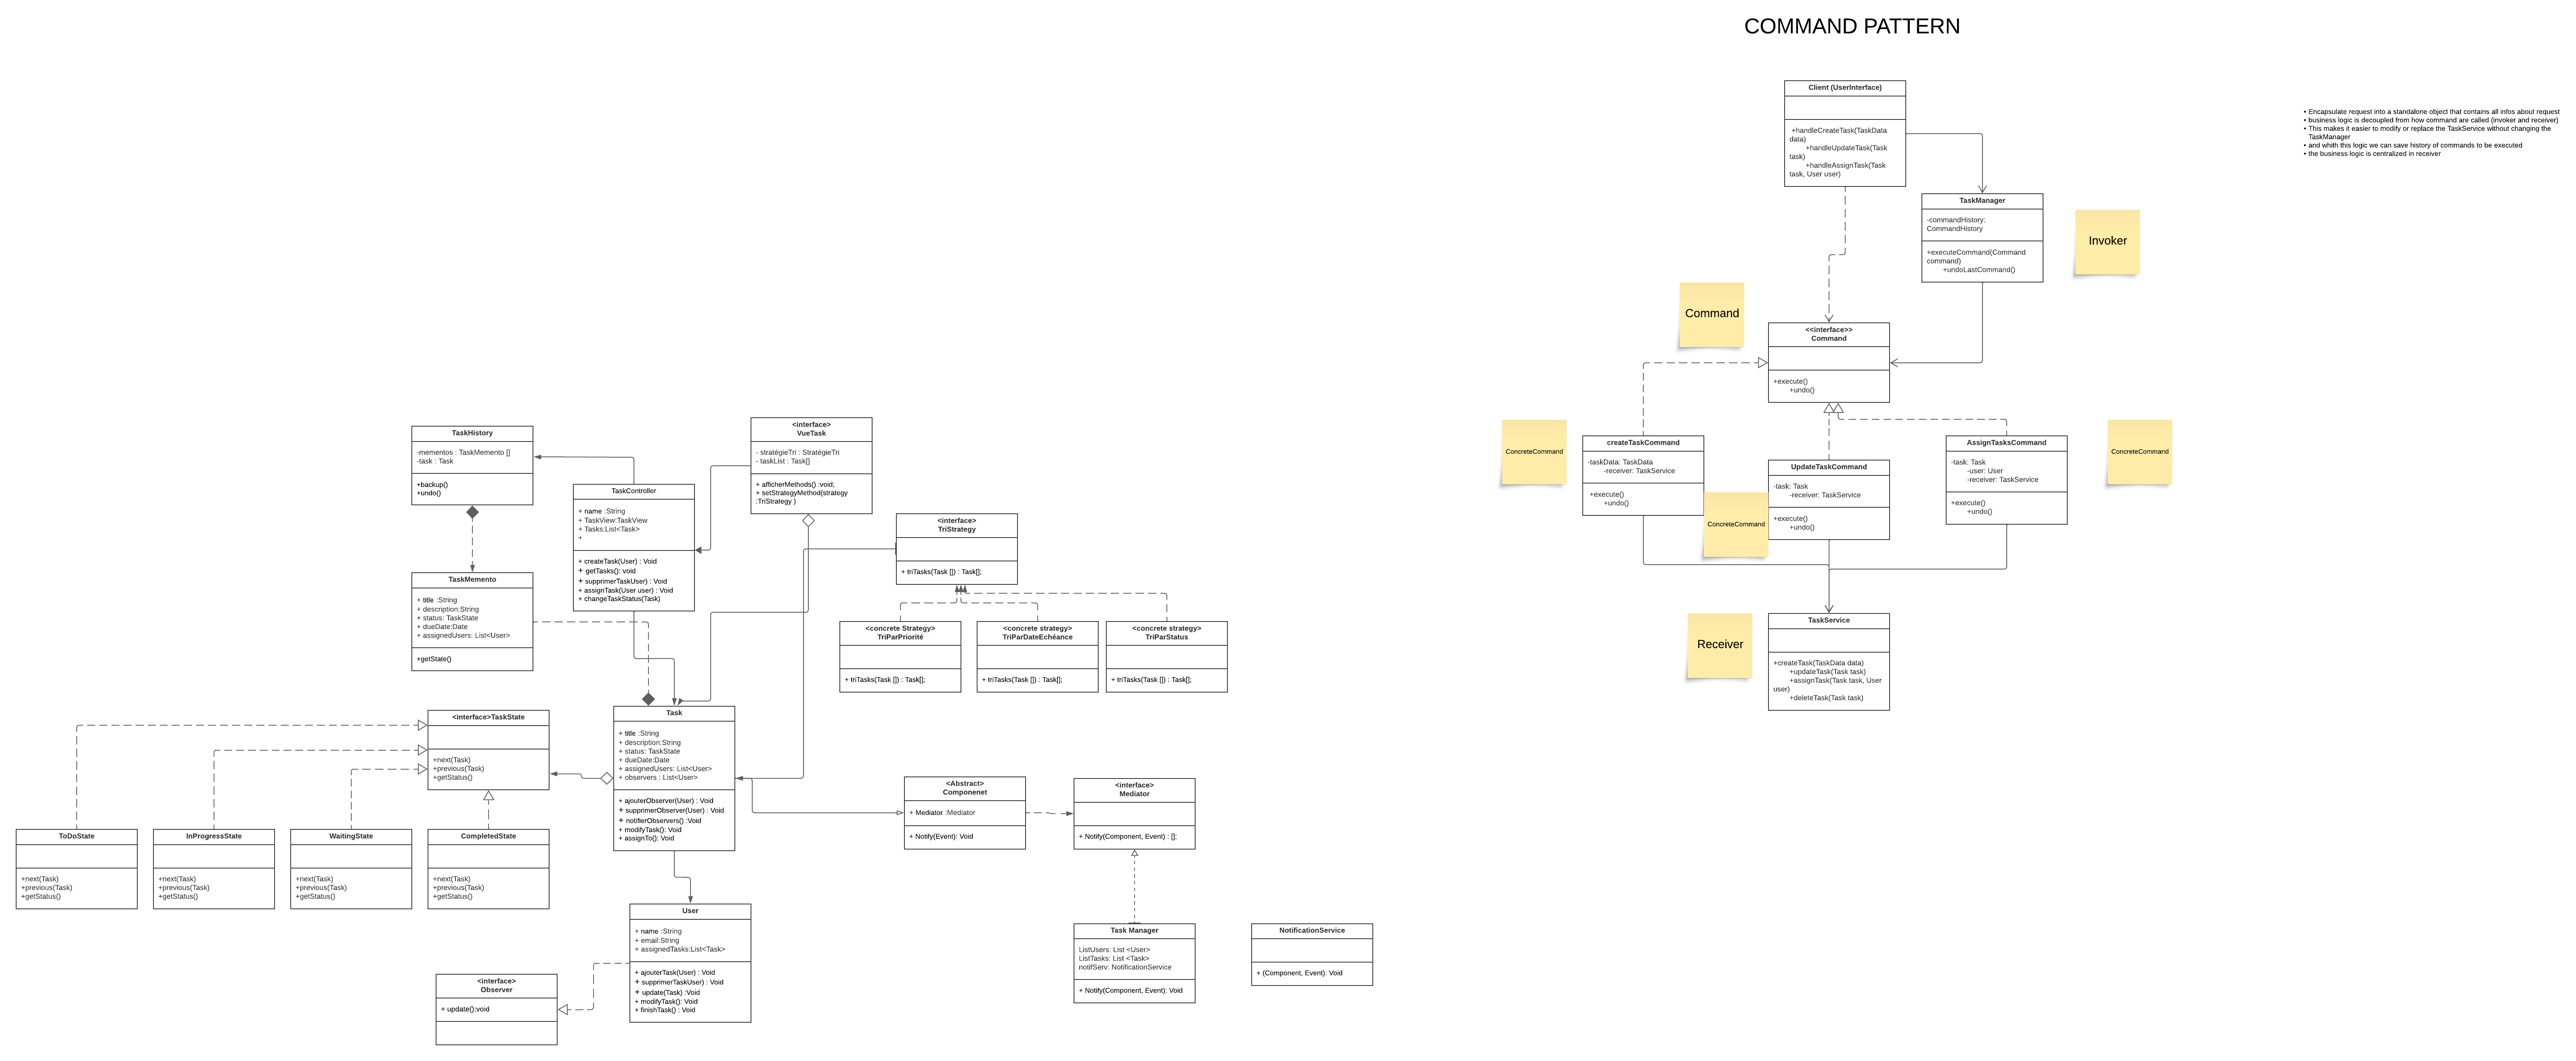 COMMAND PATTERN
Client (UserInterface)
+handleCreateTask(TaskData
data)
+handleUpdateTask(Task
task)
+handleAssignTask(Task
task, User user)
• Encapsulate request into a standalone object that contains all infos about request
• business logic is decoupled from how command are called (invoker and receiver)
• This makes it easier to modify or replace the TaskService without changing the
TaskManager
• and whith this logic we can save history of commands to be executed
• the business logic is centralized in receiver
TaskManager
-commandHistory:
CommandHistory
+executeCommand(Command
command)
+undoLastCommand()
Invoker
Command
<<interface>>
Command
+execute()
+undo()
ConcreteCommand
createTaskCommand
-taskData: TaskData
-receiver: TaskService
+execute()
+undo()
ConcreteCommand
UpdateTaskCommand
-task: Task
-receiver: TaskService
+execute()
+undo()
AssignTasksCommand
-task: Task
-user: User
-receiver: TaskService
+execute()
+undo()
ConcreteCommand
Receiver
TaskService
+createTask(TaskData data)
+updateTask(Task task)
+assignTask(Task task, User
user)
+deleteTask(Task task)
TaskHistory
-mementos : TaskMemento []
-task : Task
+backup()
+undo()
TaskController
+ name :String
+ TaskView:TaskView
+ Tasks:List<Task>
+
+ createTask(User) : Void
+ getTasks(): void
+ supprimerTaskUser) : Void
+ assignTask(User user) : Void
+ changeTaskStatus(Task)
<interface>
VueTask
- stratégieTri : StratégieTri
- taskList : Task[]
+ afficherMethods() :void;
+ setStrategyMethod(strategy
:TriStrategy )
<interface>
TriStrategy
+ triTasks(Task []) : Task[];
<concrete Strategy>
TriParPriorité
+ triTasks(Task []) : Task[];
<concrete strategy>
TriParDateEchéance
+ triTasks(Task []) : Task[];
<concrete strategy>
TriParStatus
+ triTasks(Task []) : Task[];
TaskMemento
+ title :String
+ description:String
+ status: TaskState
+ dueDate:Date
+ assignedUsers: List<User>
+getState()
<interface>TaskState
+next(Task)
+previous(Task)
+getStatus()
Task
+ title :String
+ description:String
+ status: TaskState
+ dueDate:Date
+ assignedUsers: List<User>
+ observers : List<User>
+ ajouterObserver(User) : Void
+ supprimerObserver(User) : Void
+ notifierObservers() :Void
+ modifyTask(): Void
+ assignTo(): Void
<Abstract>
Componenet
+ Mediator :Mediator
+ Notify(Event): Void
<interface>
Mediator
+ Notify(Component, Event) : [];
ToDoState
+next(Task)
+previous(Task)
+getStatus()
InProgressState
+next(Task)
+previous(Task)
+getStatus()
WaitingState
+next(Task)
+previous(Task)
+getStatus()
CompletedState
+next(Task)
+previous(Task)
+getStatus()
User
+ name :String
+ email:String
+ assignedTasks:List<Task>
+ ajouterTask(User) : Void
+ supprimerTaskUser) : Void
+ update(Task) :Void
+ modifyTask(): Void
+ finishTask() : Void
Task Manager
ListUsers: List <User>
ListTasks: List <Task>
notifServ: NotificationService
+ Notify(Component, Event): Void
NotificationService
+ (Component, Event): Void
<interface>
Observer
+ update():void